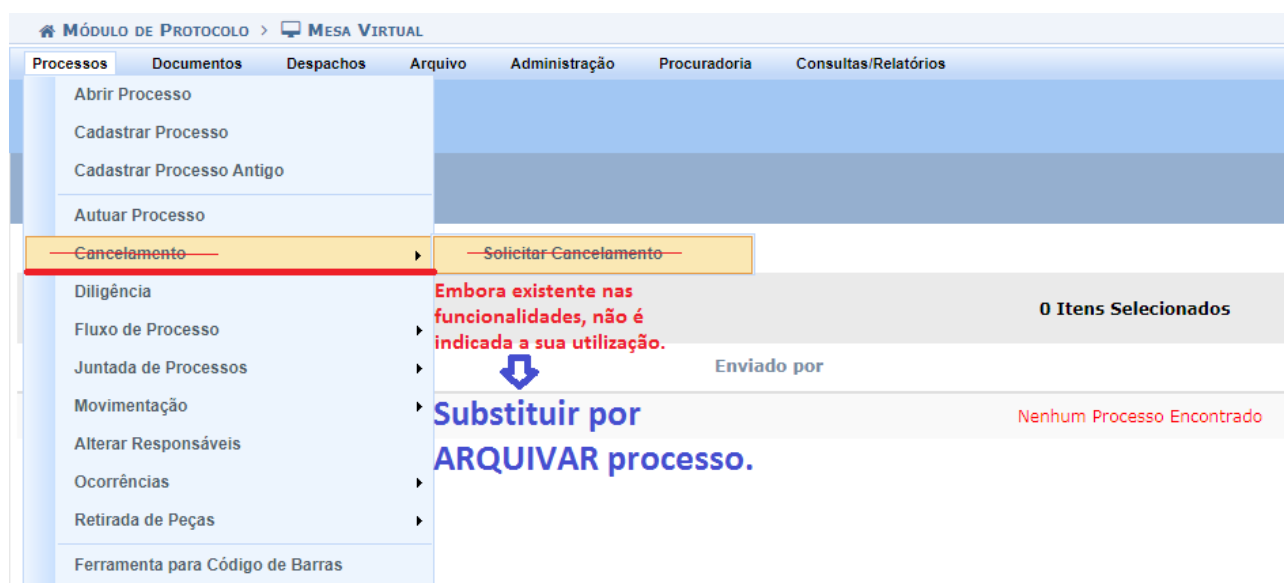 Módulo de Protocolo > Mesa Virtual
Processos Documentos Despachos Arquivo Administração Procuradoria Consultas/Relatórios
Abrir Processo
Cadastrar Processo
Cadastrar Processo Antigo
Autuar Processo
Cancelamento
Solicitar Cancelamento
Diligência
Fluxo de Processo
Juntada de Processos
Movimentação
Alterar Responsáveis
Ocorrências
Retirada de Peças
Ferramenta para Código de Barras
Embora existente nas
funcionalidades, não é
indicada a sua utilização.
Substituir por
ARQUIVAR processo.
0 Itens Selecionados
Enviado por
Nenhum Processo Encontrado